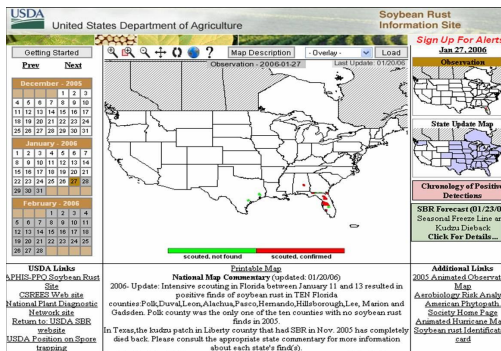 USDA
United States Department of Agriculture
Soybean Rust
Information Site
Getting Started
Map Description
- Overlay -
Load
Sign Up For Alerts
Prev Next
Observation - 2006-01-27
Last Update: 01/20/06
Jan 27, 2006
Observation
December - 2005
1 2 3
4 5 6 7 8 9 10
11 12 13 14 15 16 17
18 19 20 21 22 23 24
25 26 27 28 29 30 31
State Update Map
January - 2006
1 2 3 4 5 6 7
8 9 10 11 12 13 14
15 16 17 18 19 20 21
22 23 24 25 26 27 28
29 30 31
Chronology of Positive
Detections
February - 2006
1 2 3 4
5 6 7 8 9 10 11
12 13 14 15 16 17 18
19 20 21 22 23 24 25
26 27 28
SBR Forecast (01/23/0
Seasonal Freeze Line an
Kudzu Dieback
Click For Details...
scouted, not found
scouted, confirmed
USDA Links
APHIS-PPQ Soybean Rust
Site
CSREES Web site
National Plant Diagnostic
Network site
Return to: USDA SBR
website
USDA Position on Spore
trapping
Printable Map
National Map Commentary (updated: 01/20/06)
2006- Update: Intensive scouting in Florida between January 11 and 13 resulted in
positive finds of soybean rust in TEN Florida
counties:Polk,Duval,Leon,Alachua,Pasco,Hernando,Hillsborough,Lee, Marion and
Gadsden. Polk county was the only one of the ten counties with no soybean rust
finds in 2005.
In Texas,the kudzu patch in Liberty county that had SBR in Nov. 2005 has completely
died back. Please consult the appropriate state commentary for more information
about each state's find(s).
Additional Links
2005 Animated Observat
Map
Aerobiology Risk Analy
American Phytopath.
Society Home Page
Animated Hurricane Ma
Soybean rust Identificat
card